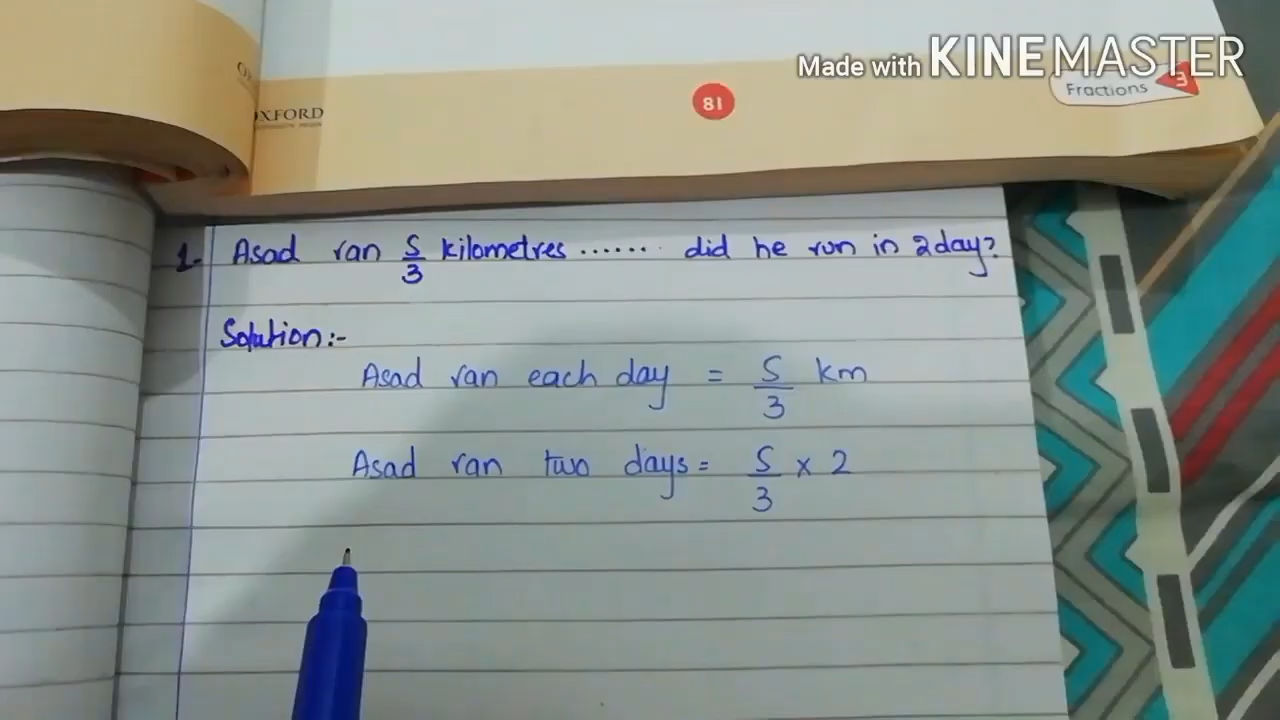 Made with KINEMASTER
Fractions 3
OXFORD
81
1. Asad ran 5/3 kilometres ...... did he run in 2 day?
Solution:-
Asad ran each day = 5/3 km
Asad ran two days = 5/3 x 2